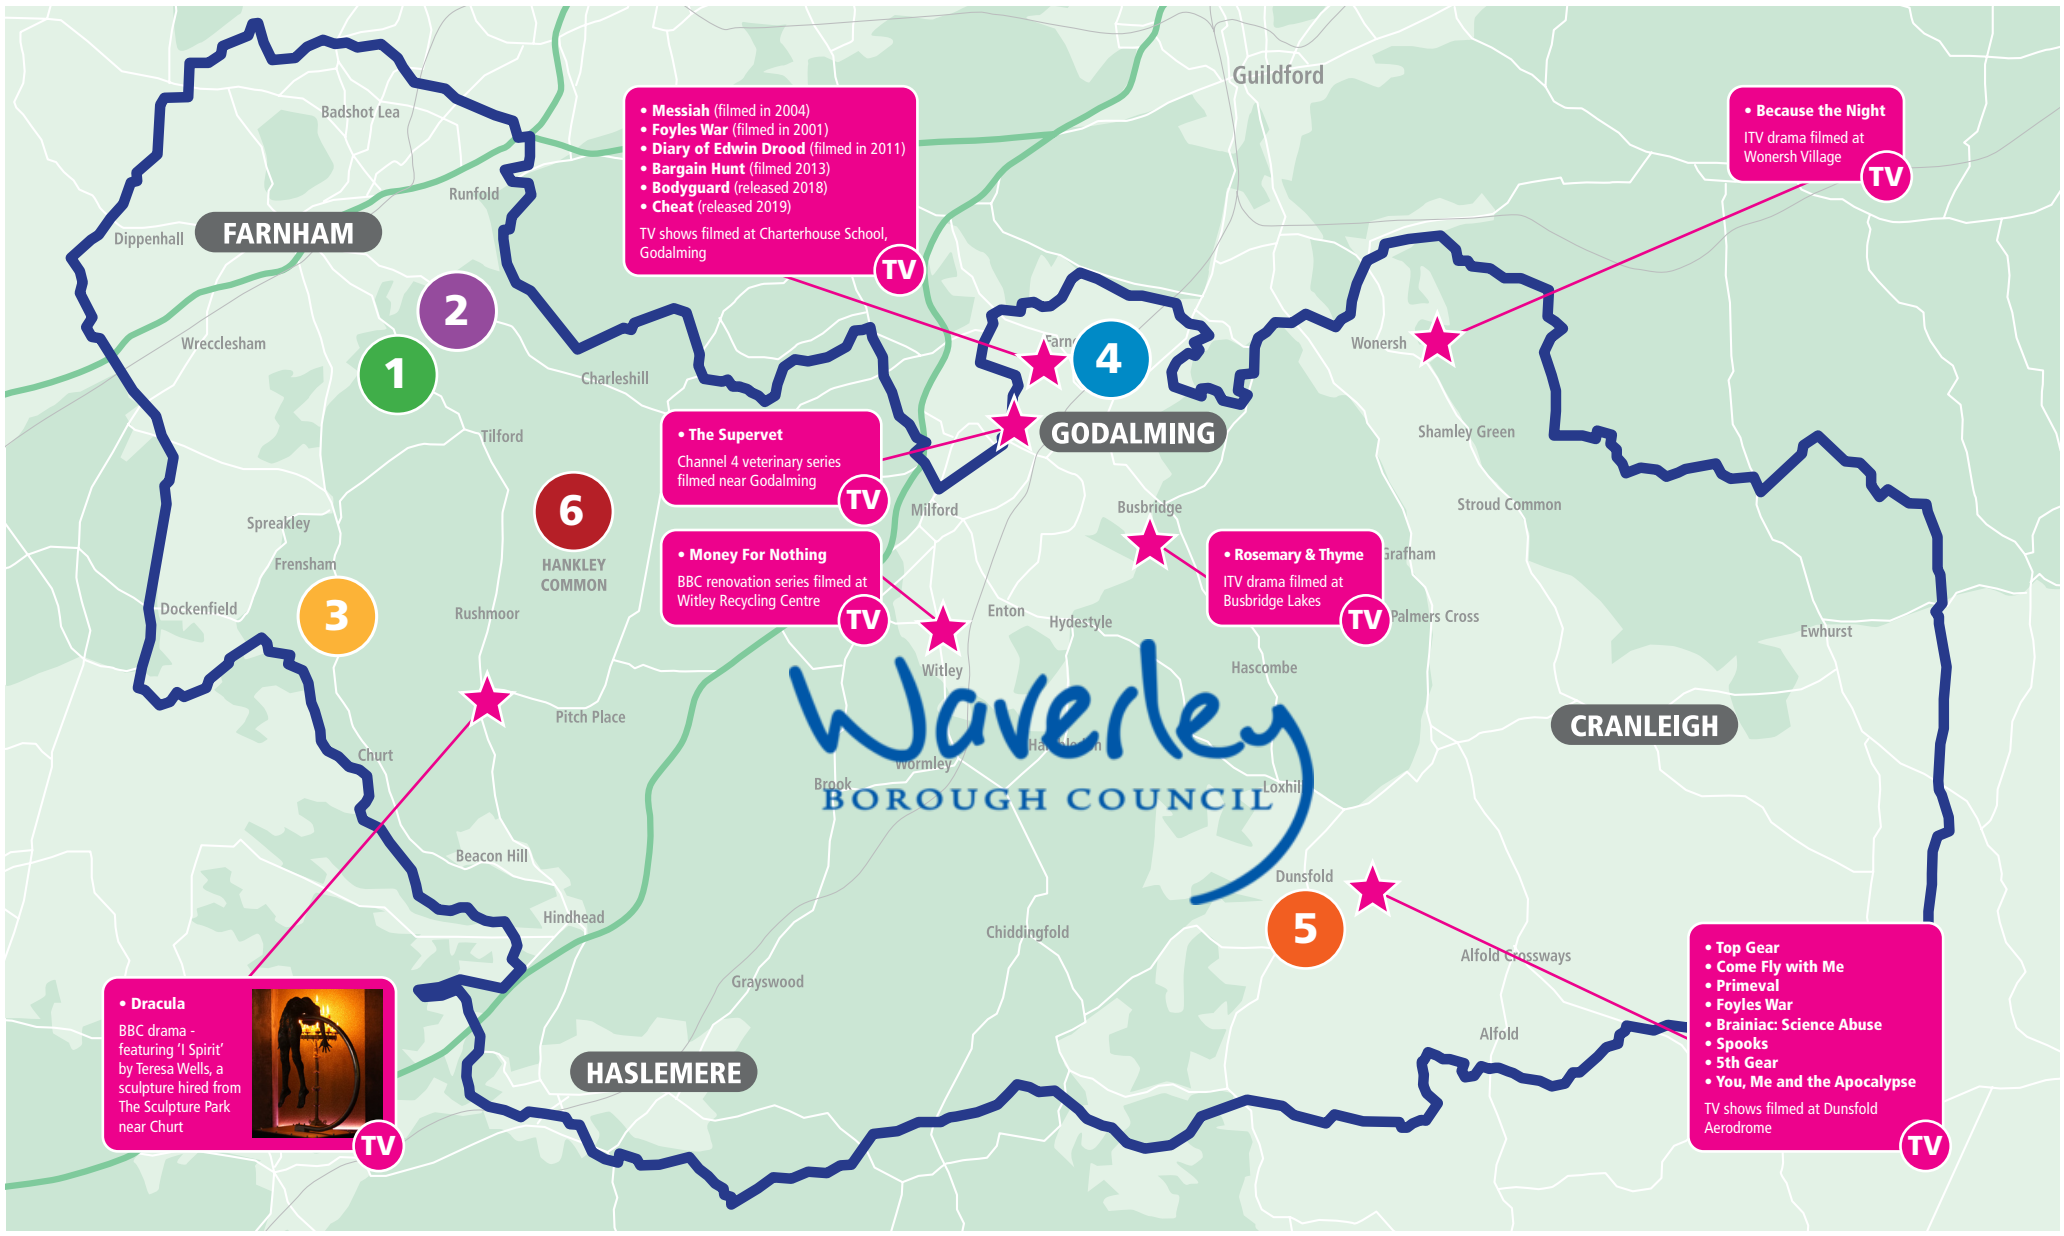 Guildford
Badshot Lea
• Messiah (filmed in 2004)
• Foyles War (filmed in 2001)
• Diary of Edwin Drood (filmed in 2011)
• Bargain Hunt (filmed 2013)
• Bodyguard (released 2018)
• Cheat (released 2019)
TV shows filmed at Charterhouse School,
Godalming
TV
• Because the Night
ITV drama filmed at
Wonersh Village
TV
Runfold
Dippenhall
FARNHAM
2
1
Wrecclesham
Charleshill
4
Wonersh
Tilford
• The Supervet
Channel 4 veterinary series
filmed near Godalming
TV
GODALMING
Shamley Green
6
HANKLEY
COMMON
Milford
Busbridge
Stroud Common
Spreakley
Frensham
3
Dockenfield
Rushmoor
• Money For Nothing
BBC renovation series filmed at
Witley Recycling Centre
TV
Enton
Hydestyle
• Rosemary & Thyme
ITV drama filmed at
Busbridge Lakes
TV
Grafham
Palmers Cross
Ewhurst
Witley
Hascombe
Pitch Place
Waverley
BOROUGH COUNCIL
CRANLEIGH
Churt
Wormley
Brook
Beacon Hill
Hindhead
Dunsfold
5
Chiddingfold
Alfold Crossways
Grayswood
Alfold
HASLEMERE
• Dracula
BBC drama -
featuring ‘I Spirit’
by Teresa Wells, a
sculpture hired from
The Sculpture Park
near Churt
TV
• Top Gear
• Come Fly with Me
• Primeval
• Foyles War
• Brainiac: Science Abuse
• Spooks
• 5th Gear
• You, Me and the Apocalypse
TV shows filmed at Dunsfold
Aerodrome
TV